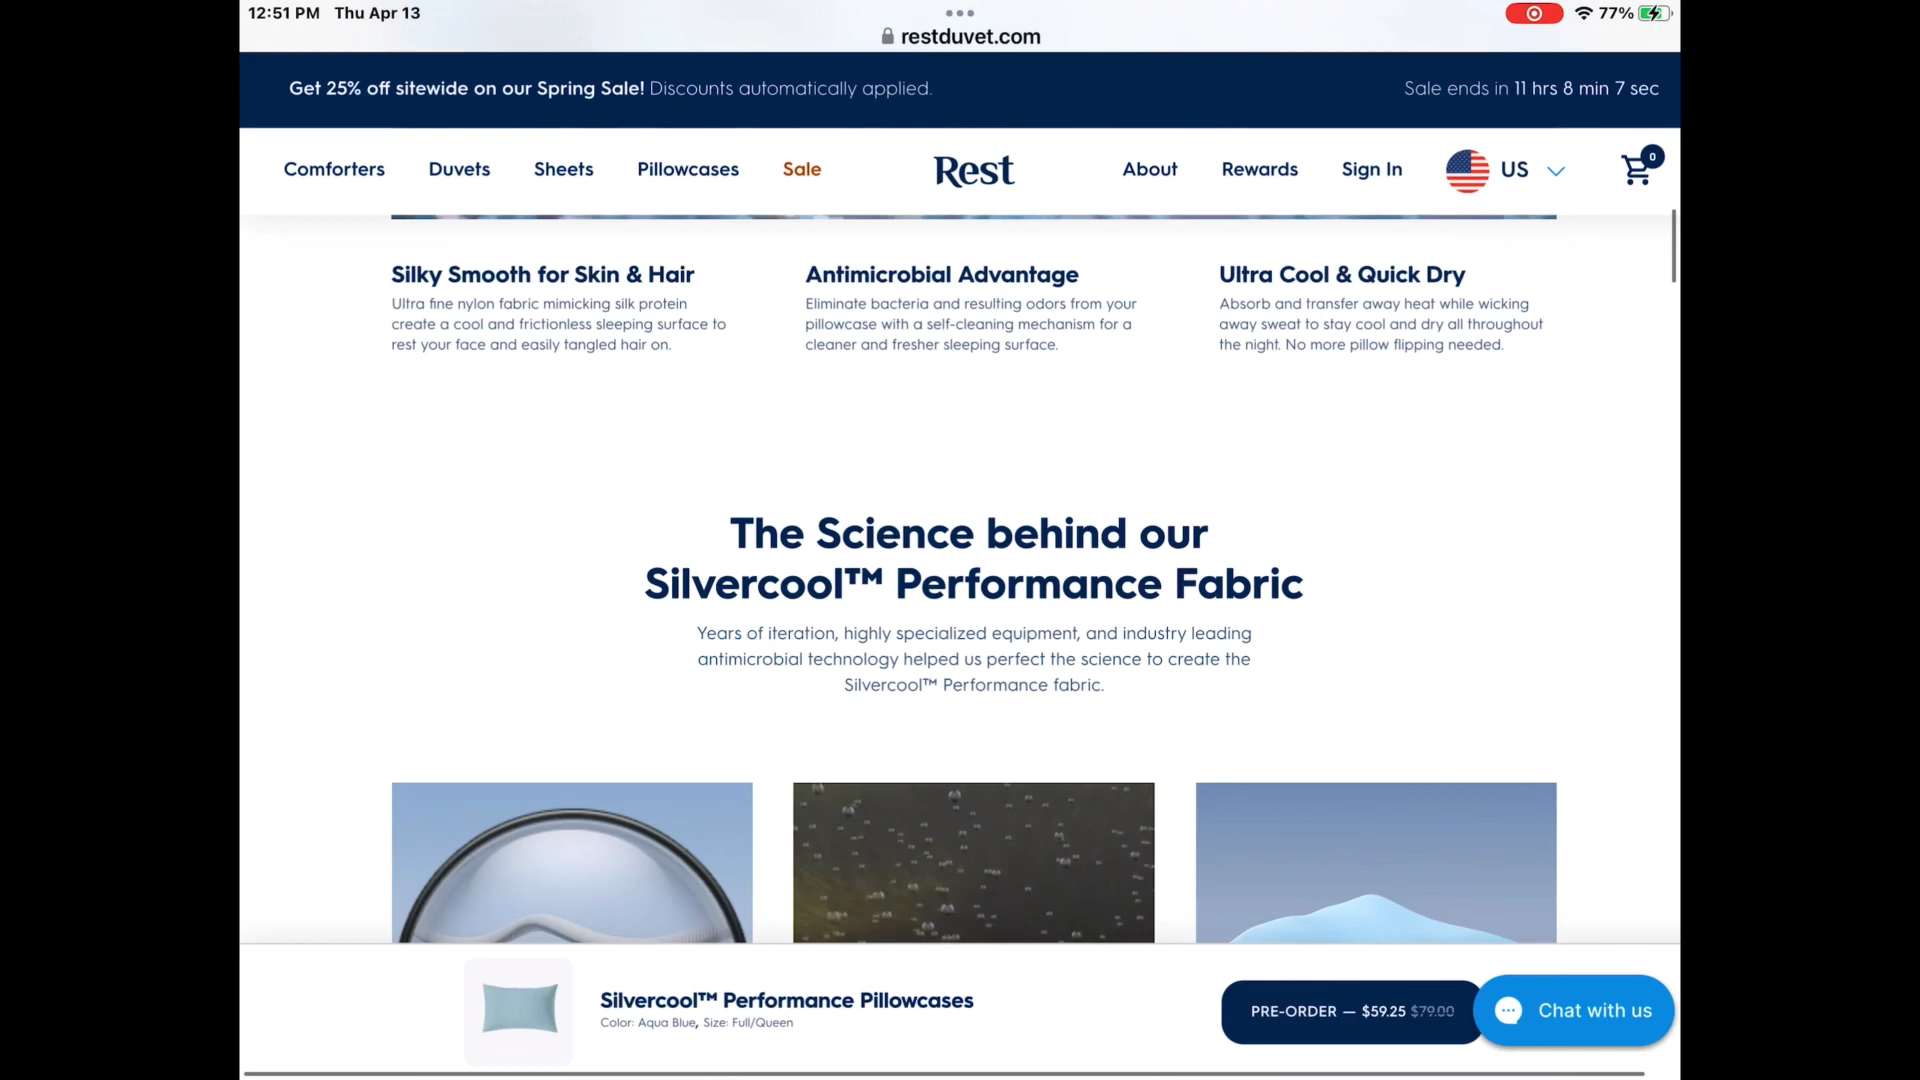 12:51 PM Thu Apr 13
77%
restduvet.com
Get 25% off sitewide on our Spring Sale! Discounts automatically applied.
Sale ends in 11 hrs 8 min 7 sec
Comforters Duvets Sheets Pillowcases Sale Rest About Rewards Sign In US 0
Silky Smooth for Skin & Hair
Ultra fine nylon fabric mimicking silk protein
create a cool and frictionless sleeping surface to
rest your face and easily tangled hair on.
Antimicrobial Advantage
Eliminate bacteria and resulting odors from your
pillowcase with a self-cleaning mechanism for a
cleaner and fresher sleeping surface.
Ultra Cool & Quick Dry
Absorb and transfer away heat while wicking
away sweat to stay cool and dry all throughout
the night. No more pillow flipping needed.
The Science behind our
Silvercool™ Performance Fabric
Years of iteration, highly specialized equipment, and industry leading
antimicrobial technology helped us perfect the science to create the
Silvercool™ Performance fabric.
Silvercool™ Performance Pillowcases
Color: Aqua Blue, Size: Full/Queen
PRE-ORDER — $59.25 $79.00
Chat with us